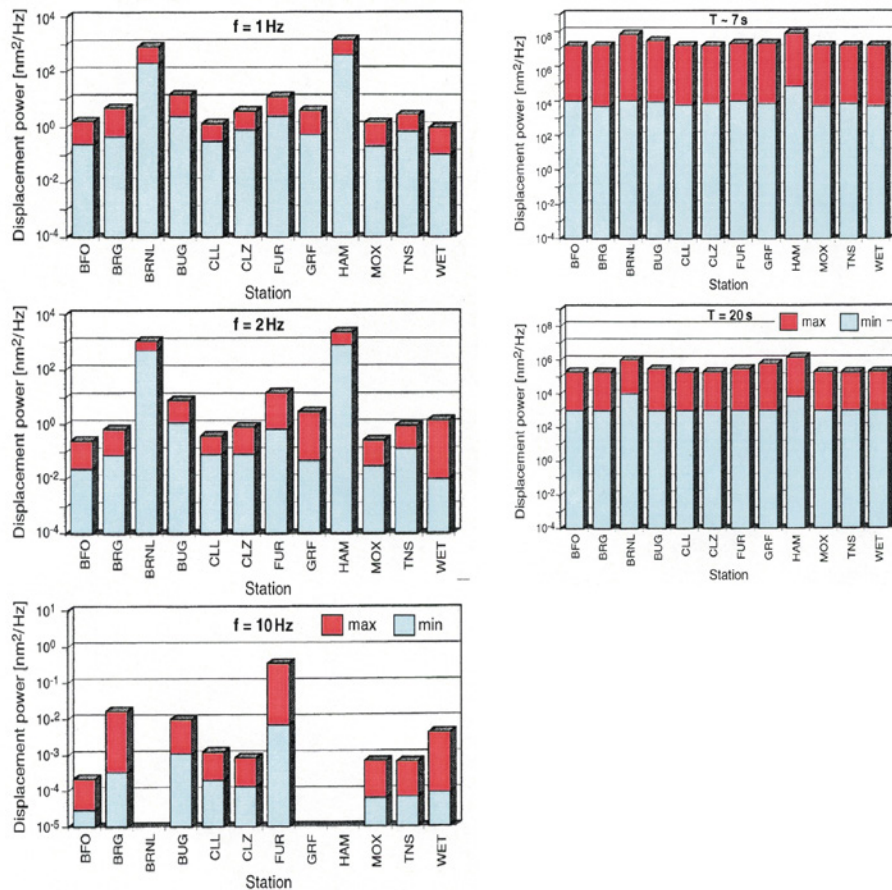 f = 1 Hz
Displacement power [nm²/Hz]
10⁴
10²
10⁰
10⁻²
10⁻⁴
BFO BRG BRNL BUG CLL CLZ FUR GRF HAM MOX TNS WET
Station
T ~ 7 s
Displacement power [nm²/Hz]
10⁸
10⁶
10⁴
10²
10⁰
10⁻²
10⁻⁴
BFO BRG BRNL BUG CLL CLZ FUR GRF HAM MOX TNS WET
Station
f = 2 Hz
Displacement power [nm²/Hz]
10⁴
10²
10⁰
10⁻²
10⁻⁴
BFO BRG BRNL BUG CLL CLZ FUR GRF HAM MOX TNS WET
Station
T = 20 s
max min
Displacement power [nm²/Hz]
10⁸
10⁶
10⁴
10²
10⁰
10⁻²
10⁻⁴
BFO BRG BRNL BUG CLL CLZ FUR GRF HAM MOX TNS WET
Station
f = 10 Hz
max min
Displacement power [nm²/Hz]
10¹
10⁰
10⁻¹
10⁻²
10⁻³
10⁻⁴
10⁻⁵
BFO BRG BRNL BUG CLL CLZ FUR GRF HAM MOX TNS WET
Station